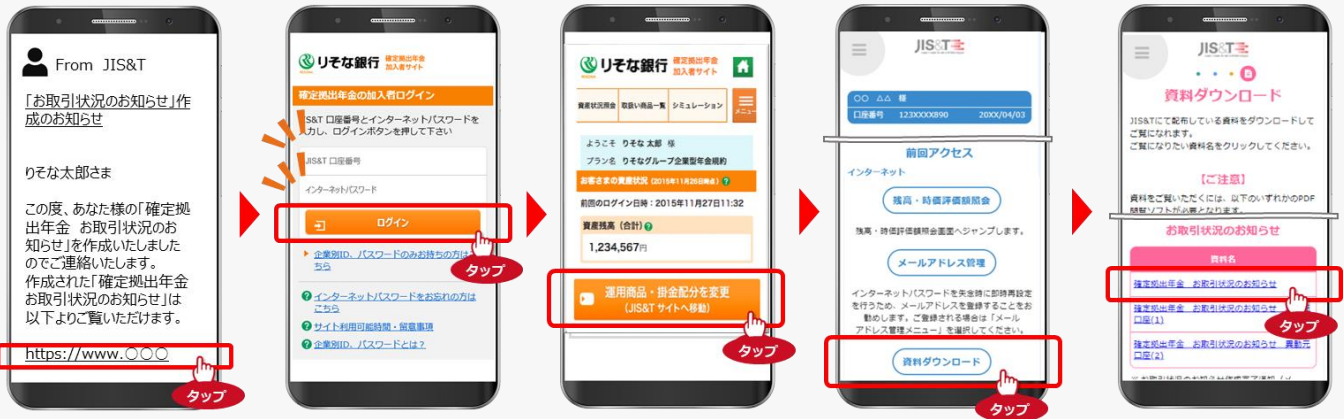 From JIS&T
「お取引状況のお知らせ」作
成のお知らせ
りそな太郎さま
この度、あなた様の「確定拠
出年金 お取引状況のお
知らせ」を作成いたしました
のでご連絡いたします。
作成された「確定拠出年金
お取引状況のお知らせ」は
以下よりご覧いただけます。
https://www.〇〇〇
タップ
りそな銀行 確定拠出年金
加入者サイト
確定拠出年金の加入者ログイン
IS&T 口座番号とインターネットパスワードを
入力し、ログインボタンを押して下さい
JIS&T 口座番号
インターネットパスワード
ログイン
企業別ID、パスワードのみお持ちの方はこ
ちら
タップ
インターネットパスワードをお忘れの方は
こちら
サイト利用可能時間・留意事項
企業別ID、パスワードとは?
りそな銀行 確定拠出年金
加入者サイト
資産状況照会 取扱い商品一覧 シミュレーション メニュー
ようこそ りそな 太郎 様
プラン名 りそなグループ企業型年金規約
お客さまの資産状況 (2015年11月26日時点)
前回のログイン日時:2015年11月27日11:32
資産残高(合計)
1,234,567円
運用商品・掛金配分を変更
(JIS&T サイトへ移動)
タップ
JIS&T
〇〇 △△ 様
口座番号 123XXXX890 20XX/04/03
前回アクセス
インターネット
残高・時価評価額照会
残高・時価評価額照会画面へジャンプします。
メールアドレス管理
インターネットパスワードを失念時に即時再設定
を行うため、メールアドレスを登録することをお
勧めします。ご登録される場合は「メール
アドレス管理メニュー」を選択してください。
資料ダウンロード
タップ
JIS&T
資料ダウンロード
JIS&Tにて配布している資料をダウンロードして
ご覧になれます。
ご覧になりたい資料名をクリックしてください。
【ご注意】
資料をご覧いただくには、以下のいずれかのPDF
閲覧ソフトが必要となります。
お取引状況のお知らせ
資料名
確定拠出年金 お取引状況のお知らせ
確定拠出年金 お取引状況のお知らせ
口座(1)
タップ
確定拠出年金 お取引状況のお知らせ 異動元
口座(2)